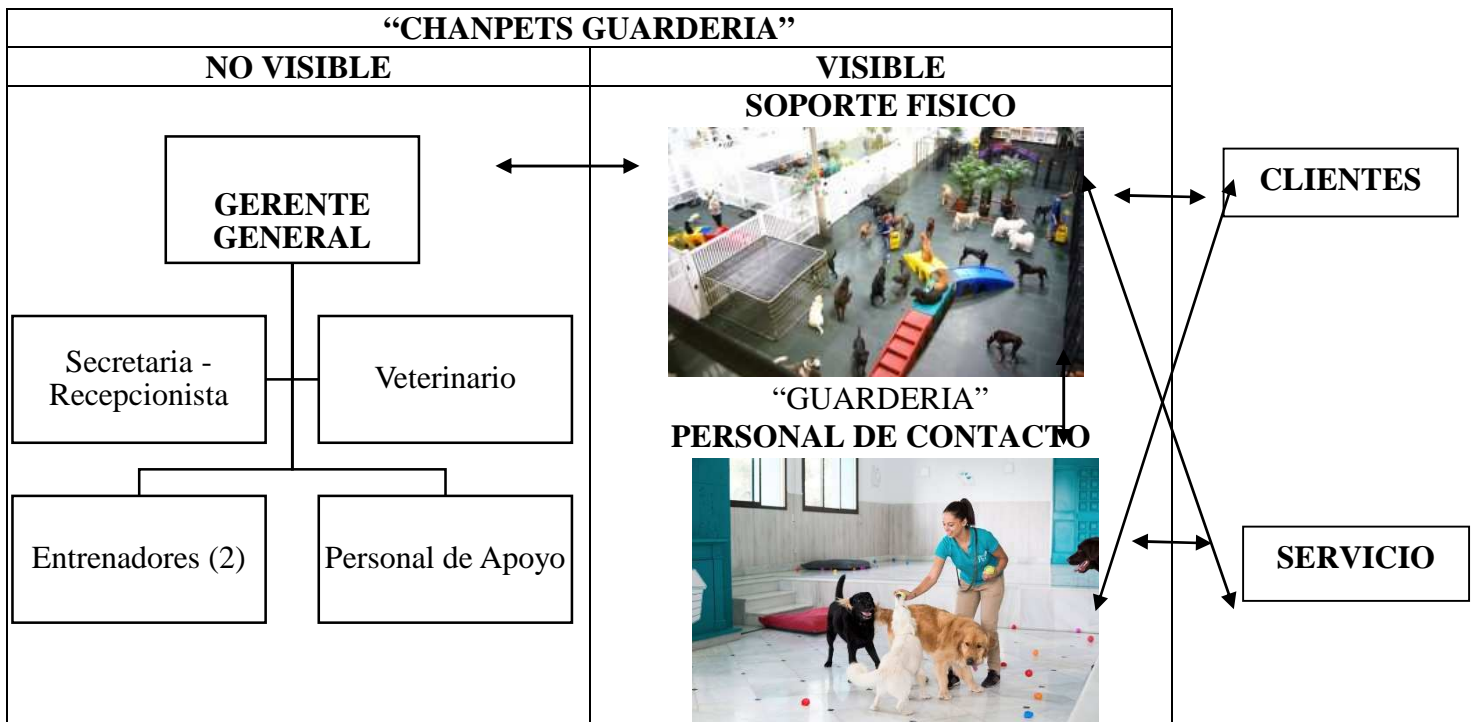 “CHANPETS GUARDERIA”
NO VISIBLE
VISIBLE
SOPORTE FISICO
GERENTE
GENERAL
CLIENTES
Secretaria -
Recepcionista
Veterinario
“GUARDERIA”
PERSONAL DE CONTACTO
Entrenadores (2)
Personal de Apoyo
SERVICIO